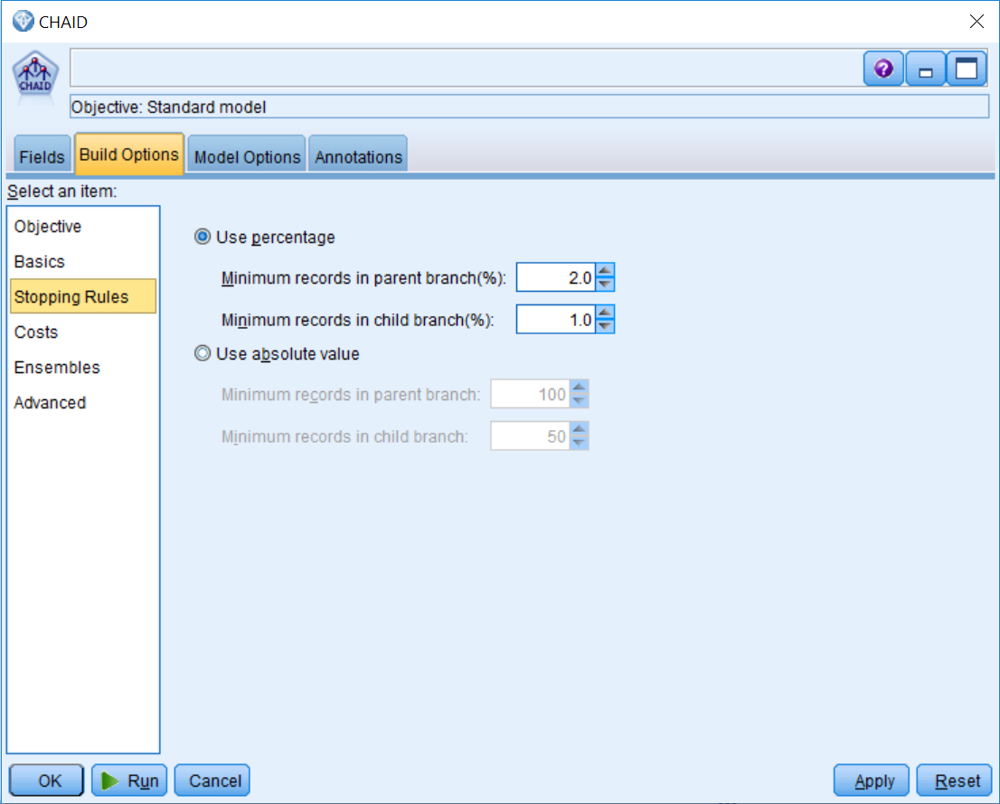 CHAID
CHAID
Objective: Standard model
Fields Build Options Model Options Annotations
Select an item:
Objective
Basics
Stopping Rules
Costs
Ensembles
Advanced
Use percentage
Minimum records in parent branch(%): 2.0
Minimum records in child branch(%): 1.0
Use absolute value
Minimum records in parent branch: 100
Minimum records in child branch: 50
OK Run Cancel Apply Reset